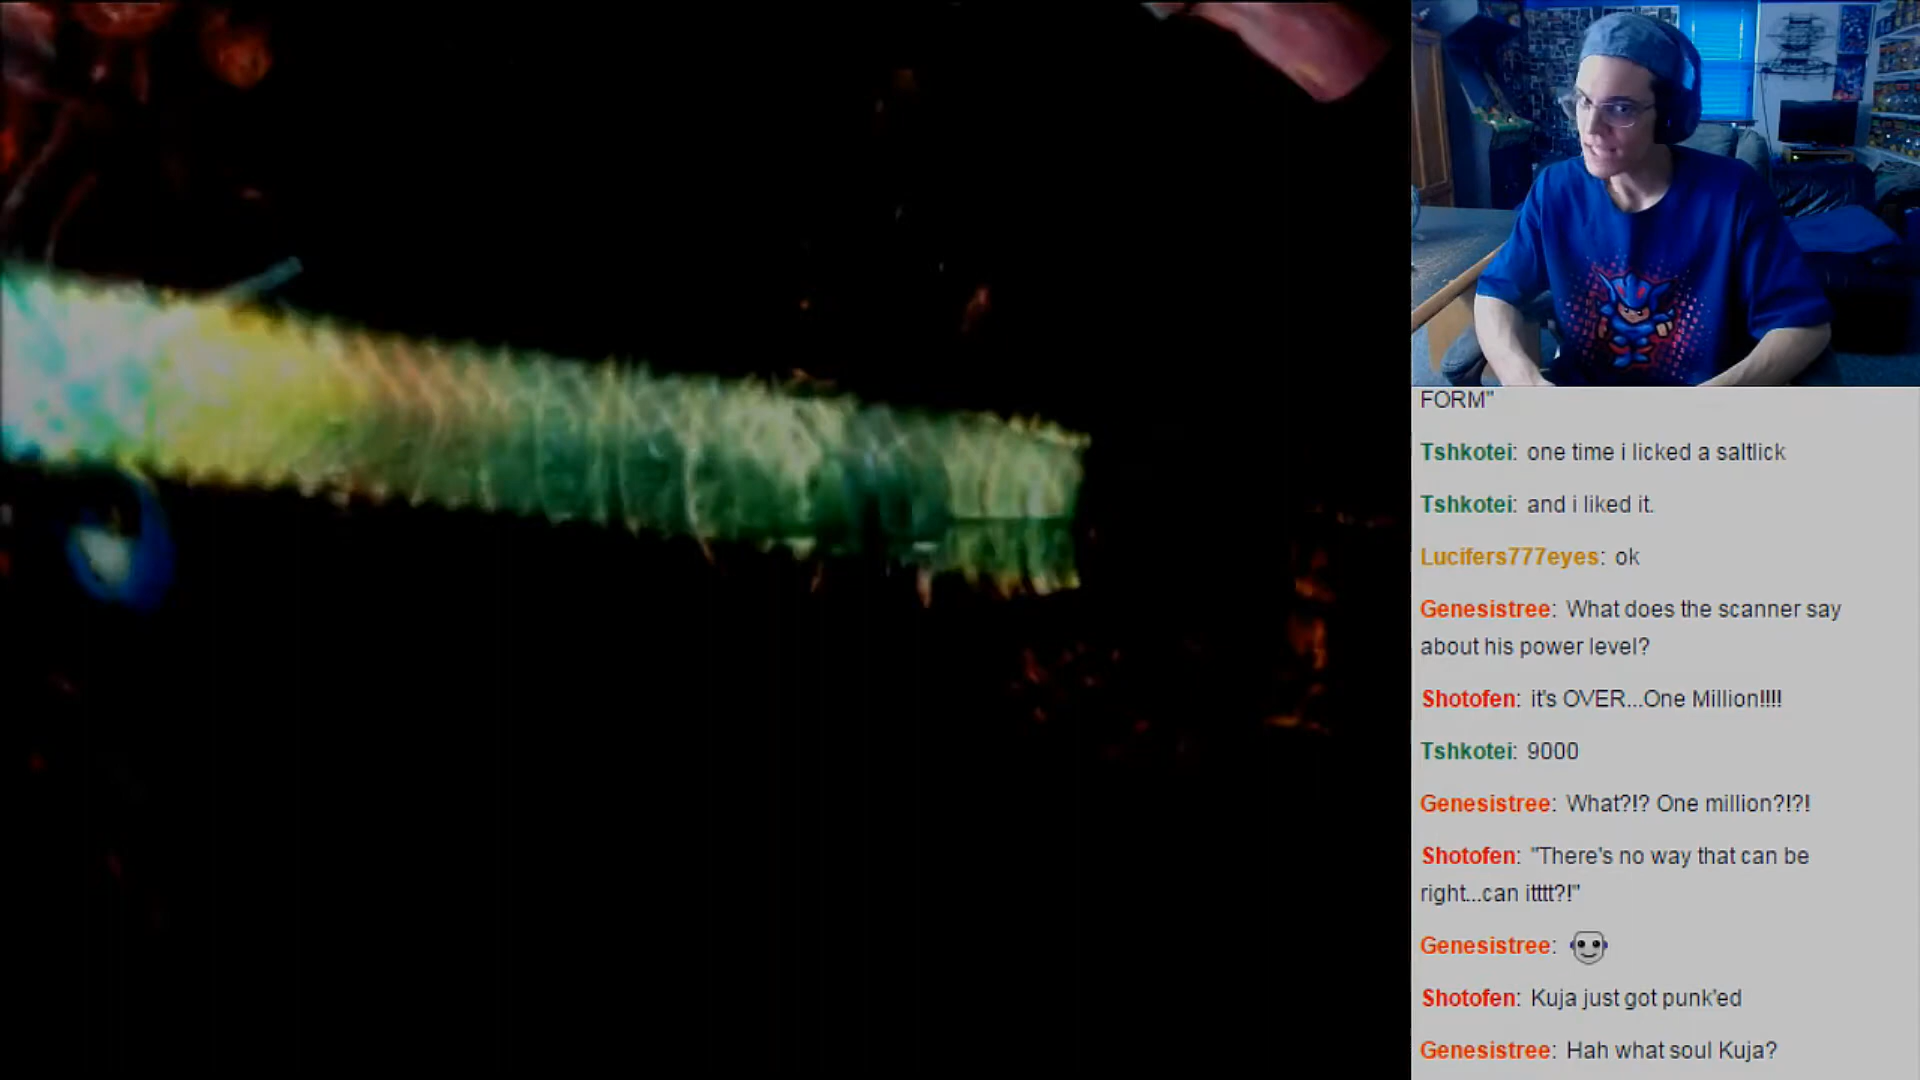 FORM"
Tshkotei: one time i licked a saltlick
Tshkotei: and i liked it.
Lucifers777eyes: ok
Genesistree: What does the scanner say
about his power level?
Shotofen: it's OVER...One Million!!!!
Tshkotei: 9000
Genesistree: What?!? One million?!?!
Shotofen: "There's no way that can be
right...can itttt?!"
Genesistree:
Shotofen: Kuja just got punk'ed
Genesistree: Hah what soul Kuja?